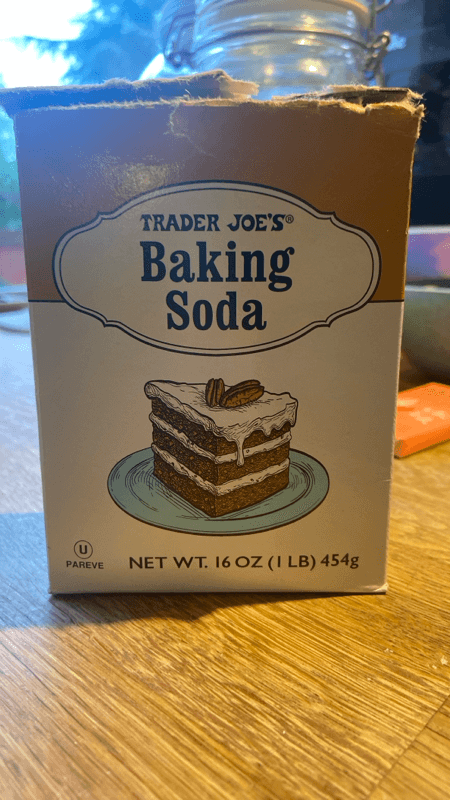 TRADER JOE'S®
Baking
Soda
U
PAREVE
NET WT. 16 OZ (1 LB) 454g